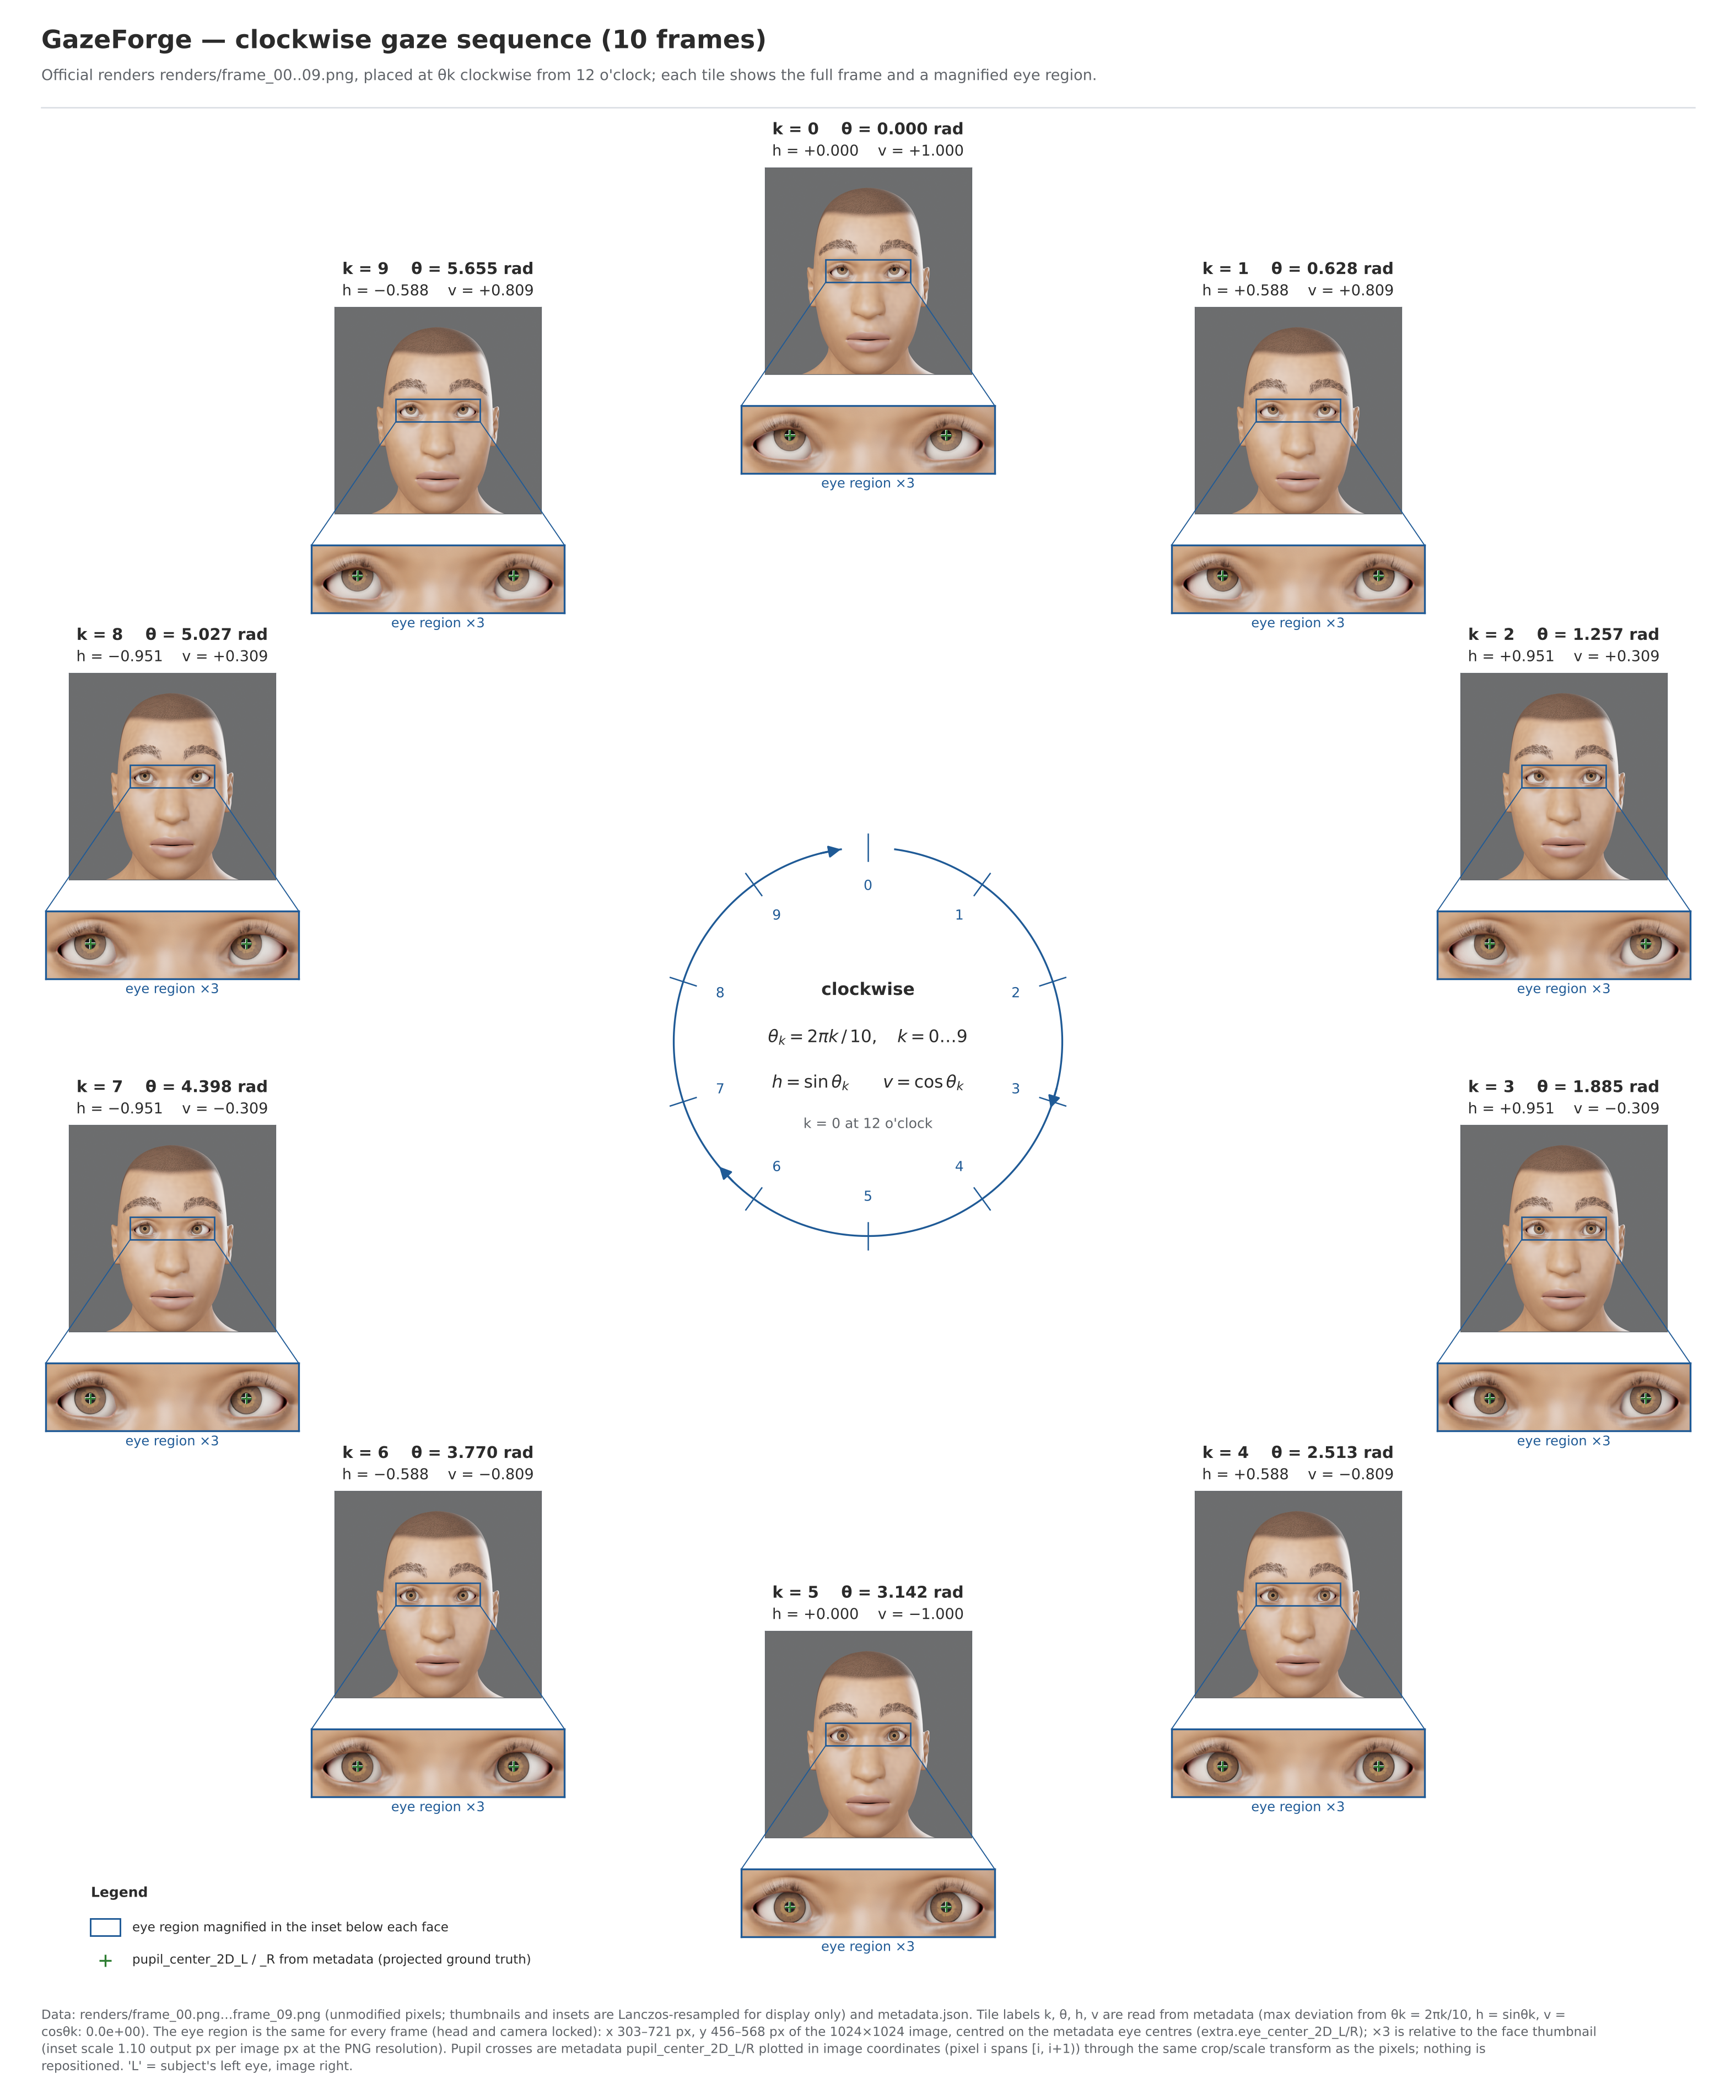 GazeForge — clockwise gaze sequence (10 frames)
Official renders renders/frame_00..09.png, placed at θk clockwise from 12 o'clock; each tile shows the full frame and a magnified eye region.
k = 0 θ = 0.000 rad
h = +0.000 v = +1.000
eye region ×3
k = 9 θ = 5.655 rad
h = −0.588 v = +0.809
eye region ×3
k = 1 θ = 0.628 rad
h = +0.588 v = +0.809
eye region ×3
k = 8 θ = 5.027 rad
h = −0.951 v = +0.309
eye region ×3
k = 2 θ = 1.257 rad
h = +0.951 v = +0.309
eye region ×3
0
9 1
8 2
clockwise
θk = 2πk / 10, k = 0…9
7 3
h = sin θk v = cos θk
k = 0 at 12 o'clock
6 4
5
k = 7 θ = 4.398 rad
h = −0.951 v = −0.309
eye region ×3
k = 3 θ = 1.885 rad
h = +0.951 v = −0.309
eye region ×3
k = 6 θ = 3.770 rad
h = −0.588 v = −0.809
eye region ×3
k = 4 θ = 2.513 rad
h = +0.588 v = −0.809
eye region ×3
k = 5 θ = 3.142 rad
h = +0.000 v = −1.000
eye region ×3
Legend
eye region magnified in the inset below each face
pupil_center_2D_L / _R from metadata (projected ground truth)
Data: renders/frame_00.png…frame_09.png (unmodified pixels; thumbnails and insets are Lanczos-resampled for display only) and metadata.json. Tile labels k, θ, h, v are read from metadata (max deviation from θk = 2πk/10, h = sinθk, v =
cosθk: 0.0e+00). The eye region is the same for every frame (head and camera locked): x 303–721 px, y 456–568 px of the 1024×1024 image, centred on the metadata eye centres (extra.eye_center_2D_L/R); ×3 is relative to the face thumbnail
(inset scale 1.10 output px per image px at the PNG resolution). Pupil crosses are metadata pupil_center_2D_L/R plotted in image coordinates (pixel i spans [i, i+1)) through the same crop/scale transform as the pixels; nothing is
repositioned. 'L' = subject's left eye, image right.